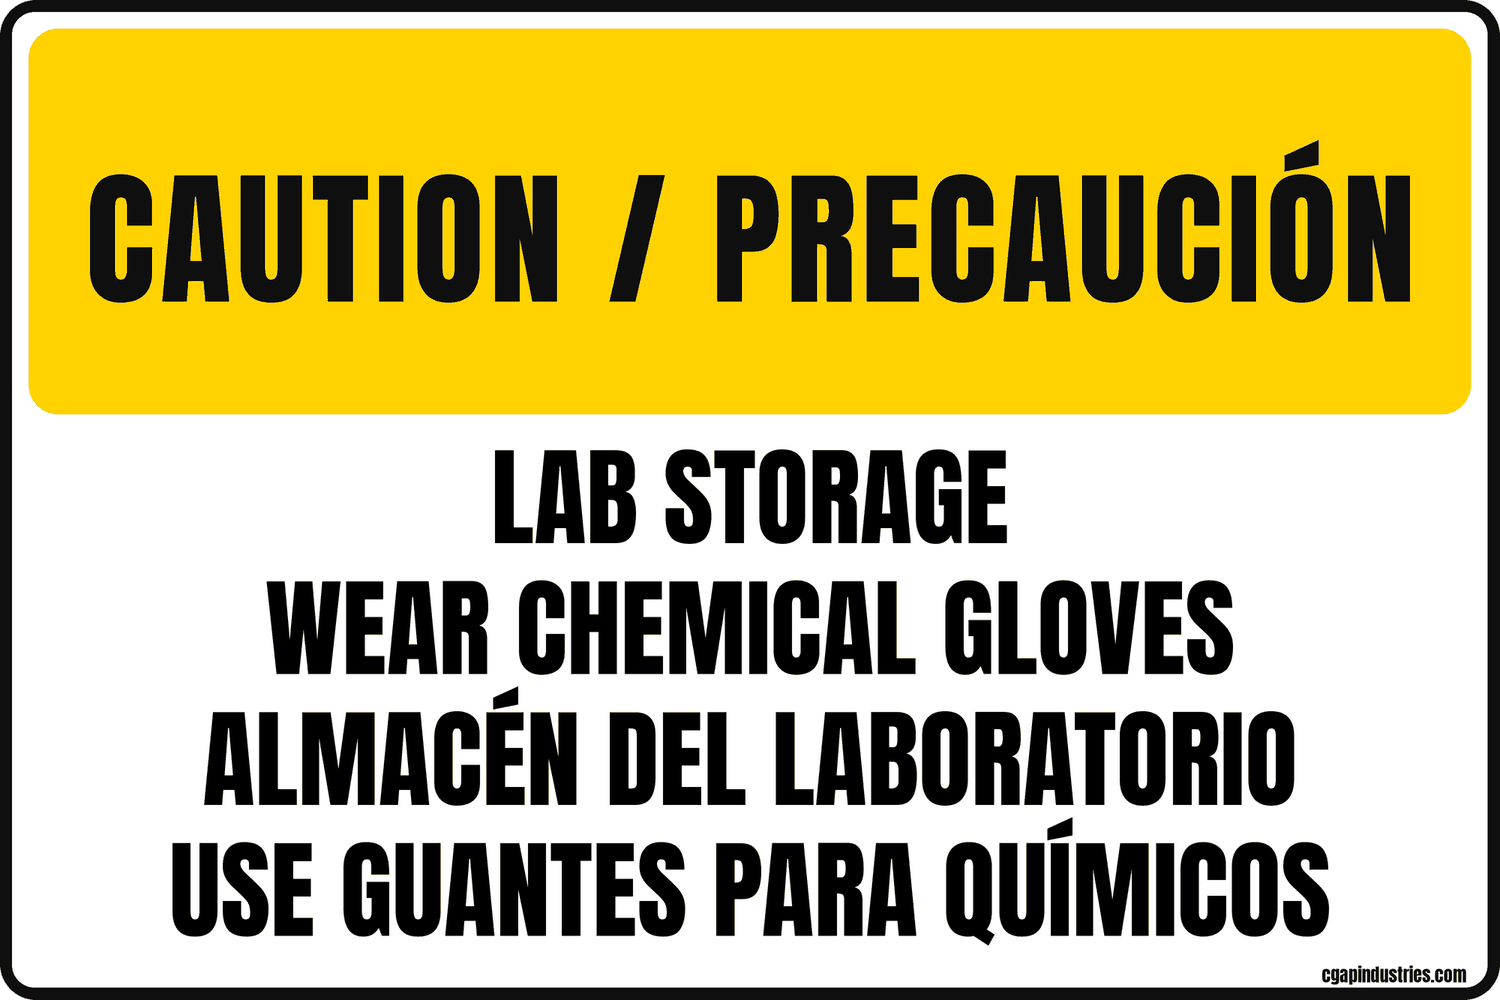 CAUTION / PRECAUCIÓN
LAB STORAGE
WEAR CHEMICAL GLOVES
ALMACÉN DEL LABORATORIO
USE GUANTES PARA QUÍMICOS
cgapindustries.com